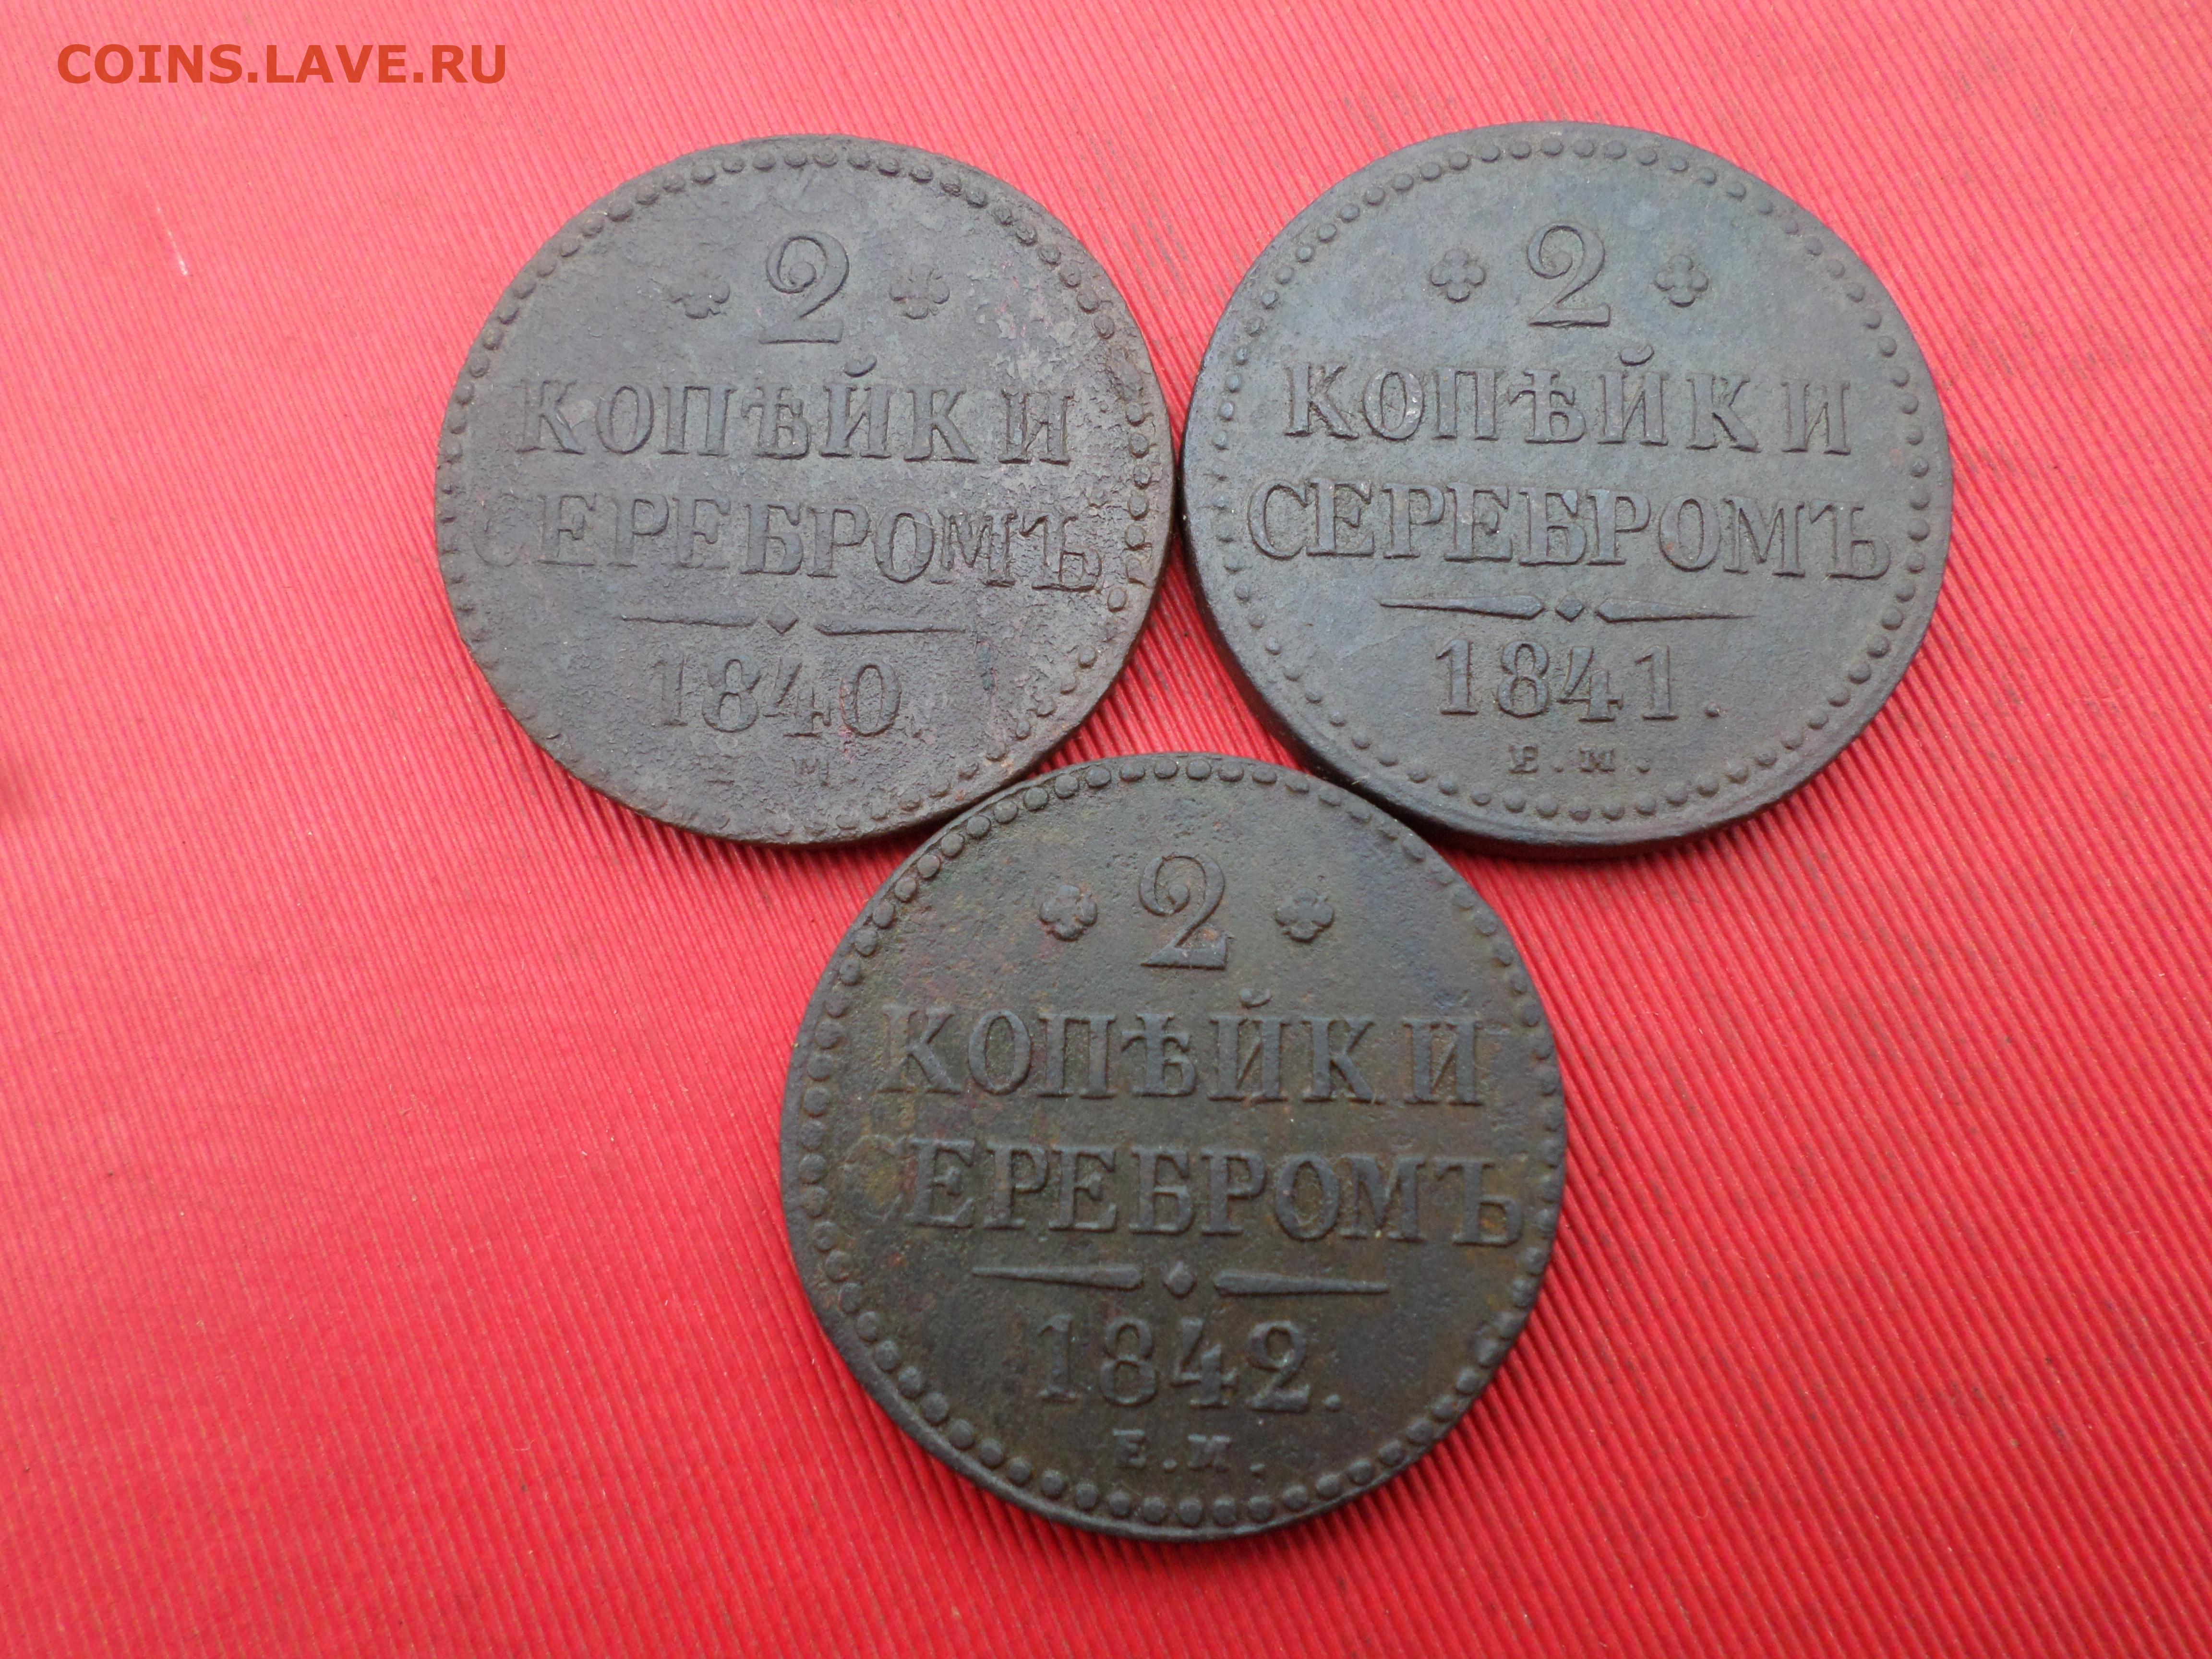 COINS.LAVE.RU
2
КОПѢЙКИ
СЕРЕБРОМЪ
1840.
Е.М.
2
КОПѢЙКИ
СЕРЕБРОМЪ
1841.
Е.М.
2
КОПѢЙКИ
СЕРЕБРОМЪ
1842.
Е.М.